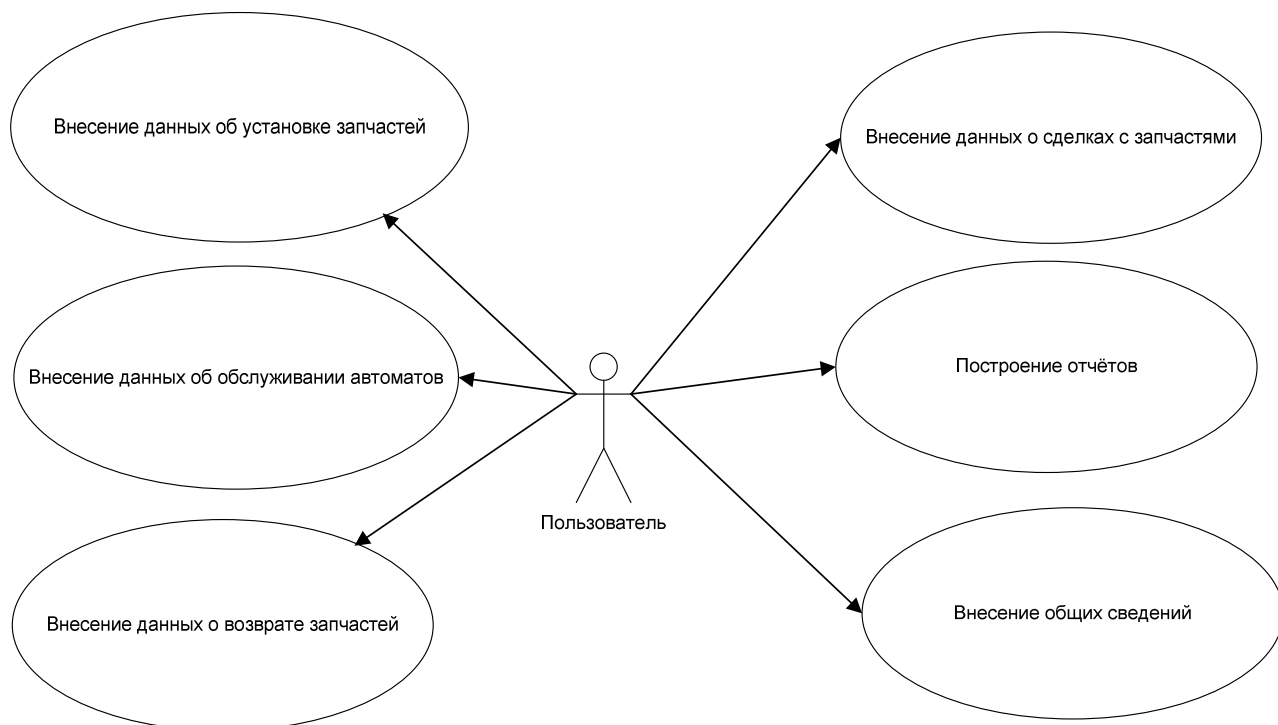 Внесение данных об установке запчастей
Внесение данных о сделках с запчастями
Внесение данных об обслуживании автоматов
Построение отчётов
Пользователь
Внесение данных о возврате запчастей
Внесение общих сведений